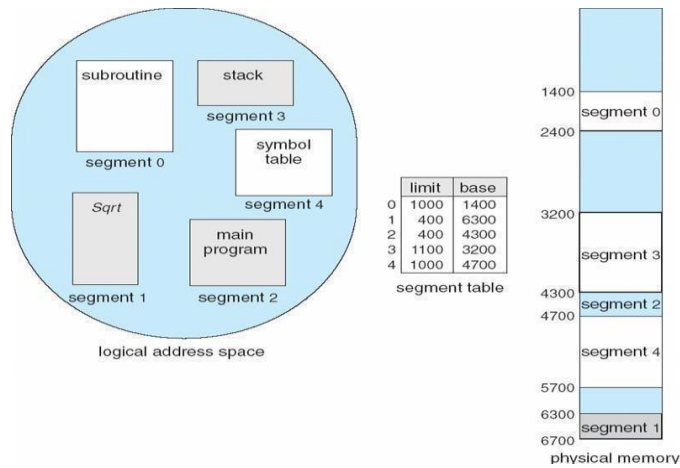 subroutine
segment 0
stack
segment 3
symbol
table
segment 4
Sqrt
segment 1
main
program
segment 2
logical address space
limit base
0 1000 1400
1 400 6300
2 400 4300
3 1100 3200
4 1000 4700
segment table
1400
segment 0
2400
3200
segment 3
4300
segment 2
4700
segment 4
5700
6300
segment 1
6700
physical memory